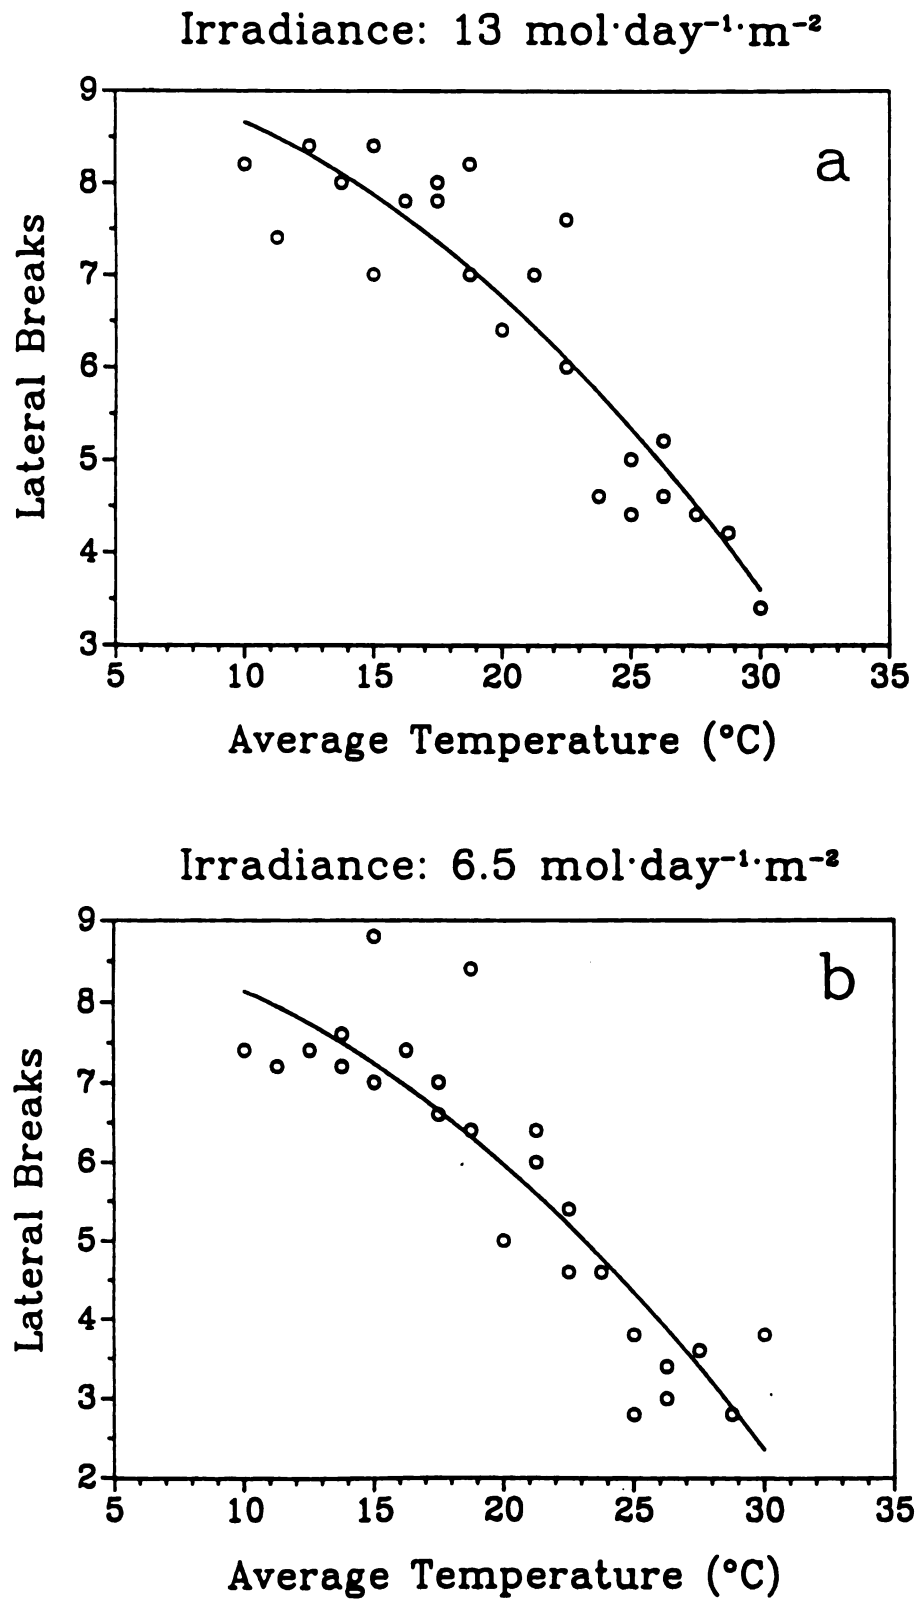 Irradiance: 13 mol·day⁻¹·m⁻²
a
9
8
7
6
5
4
3
Lateral Breaks
5 10 15 20 25 30 35
Average Temperature (°C)
Irradiance: 6.5 mol·day⁻¹·m⁻²
b
9
8
7
6
5
4
3
2
Lateral Breaks
5 10 15 20 25 30 35
Average Temperature (°C)